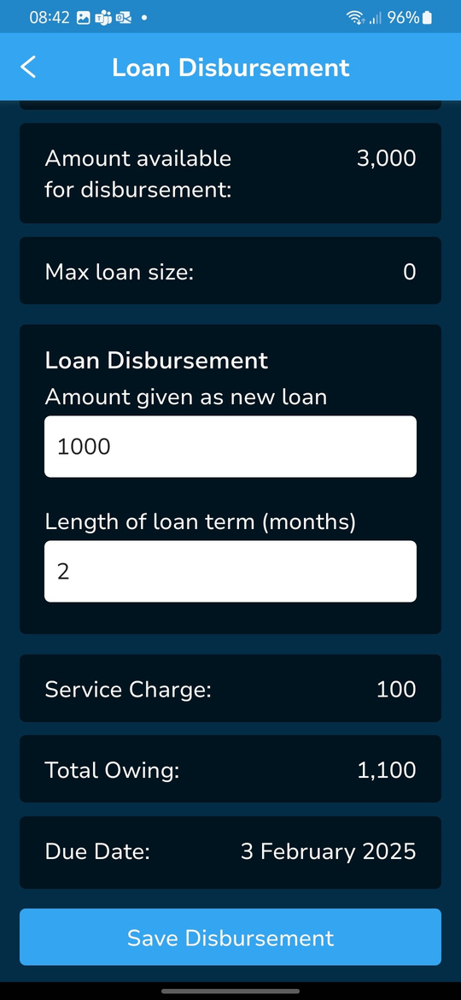 08:42
96%
Loan Disbursement
Amount available
for disbursement:
3,000
Max loan size:
0
Loan Disbursement
Amount given as new loan
1000
Length of loan term (months)
2
Service Charge:
100
Total Owing:
1,100
Due Date:
3 February 2025
Save Disbursement